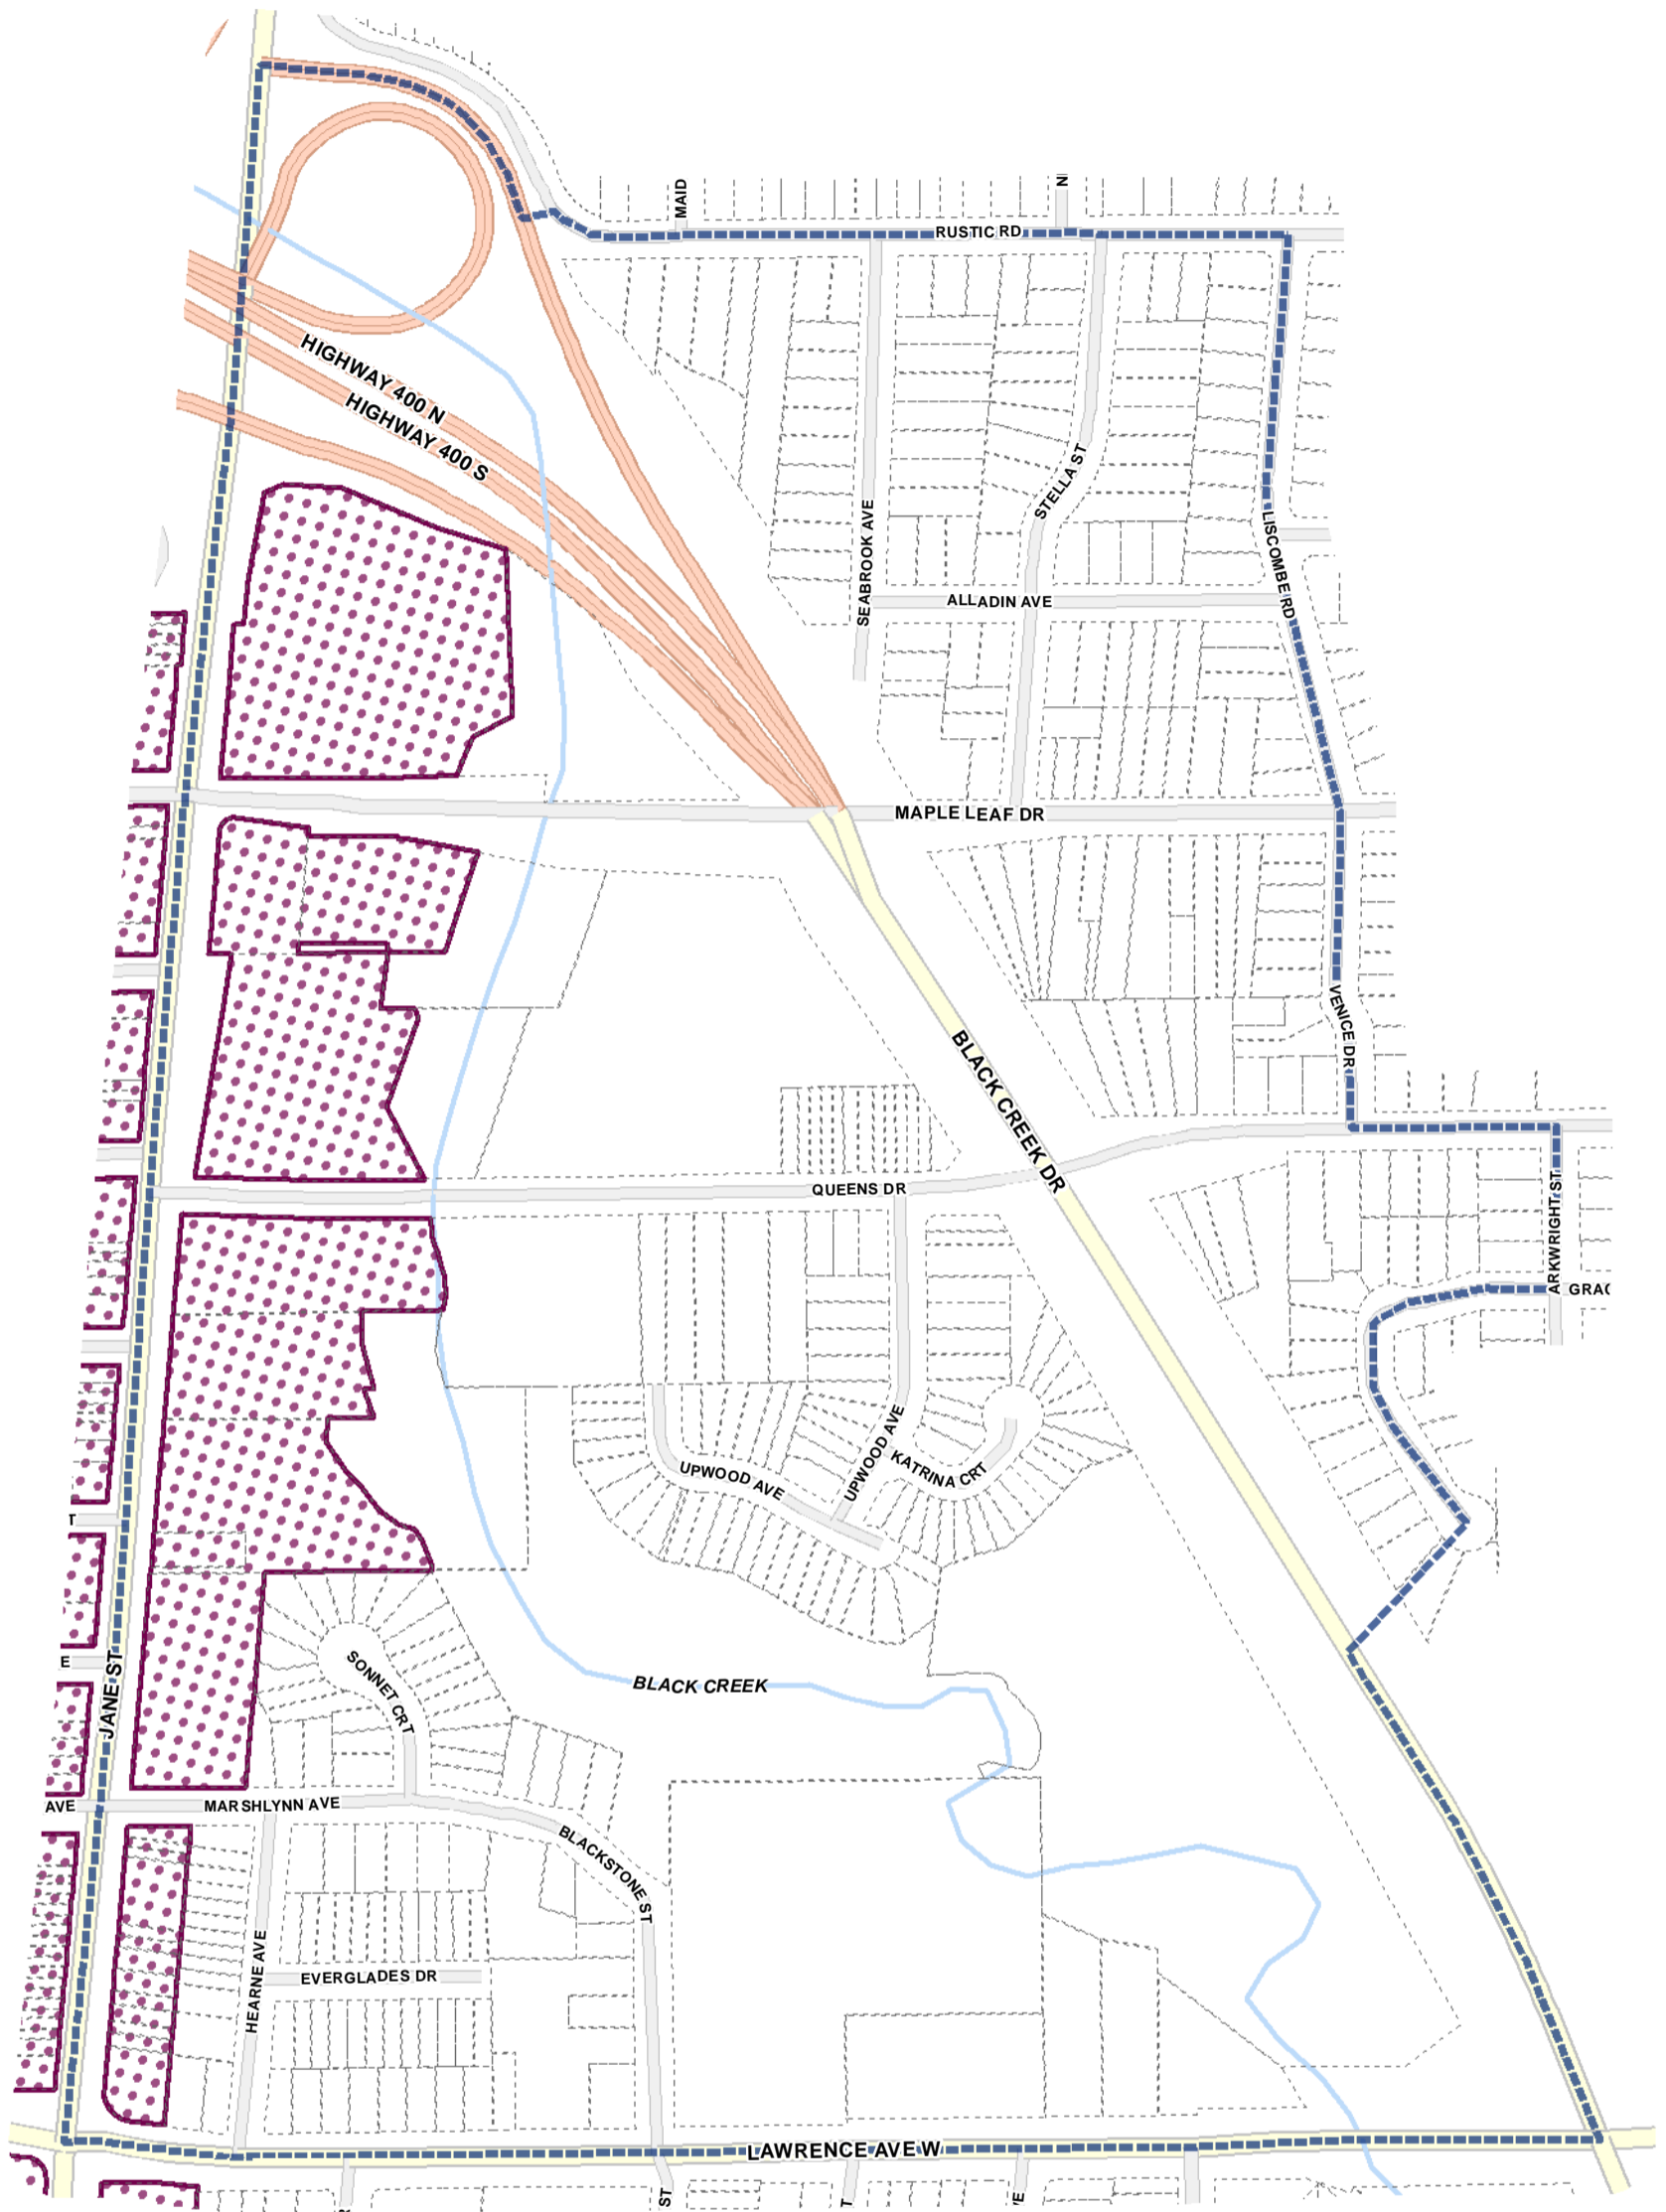 MAID
N
RUSTIC RD
HIGHWAY 400 N
HIGHWAY 400 S
STELLA ST
SEABROOK AVE
LISCOMBE RD
ALLADIN AVE
MAPLE LEAF DR
VENICE DR
BLACK CREEK DR
QUEENS DR
ARKWRIGHT ST
GRAC
UPWOOD AVE
UPWOOD AVE
KATRINA CRT
T
E
JANE ST
SONNET CRT
BLACK CREEK
AVE
MARSHLYNN AVE
BLACKSTONE ST
HEARNE AVE
EVERGLADES DR
LAWRENCE AVE W
ST
T